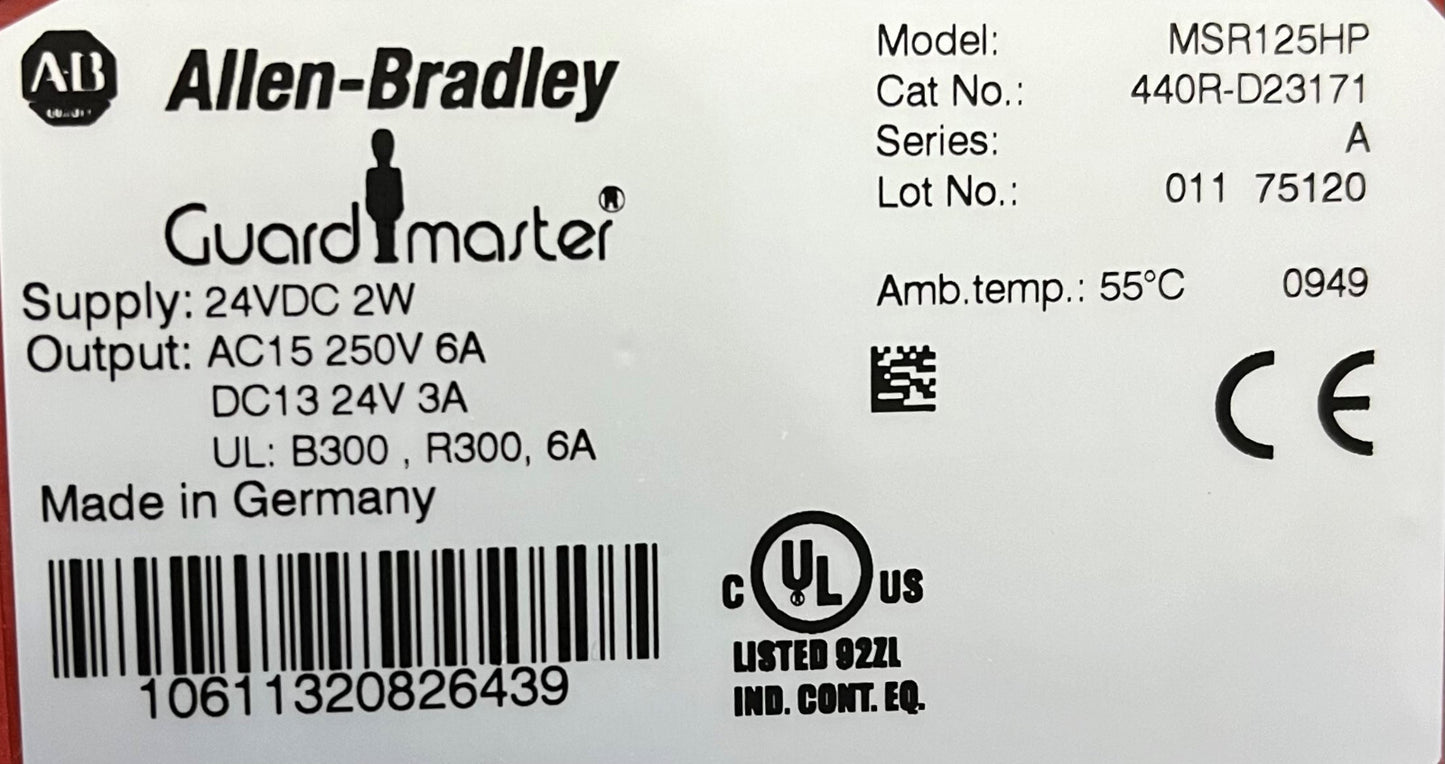 A-B
QUALITY
Allen-Bradley
Guardmaster®
Supply: 24VDC 2W
Output: AC15 250V 6A
DC13 24V 3A
UL: B300 , R300, 6A
Made in Germany
10611320826439
Model: MSR125HP
Cat No.: 440R-D23171
Series: A
Lot No.: 011 75120
Amb.temp.: 55°C 0949
CE
C UL US
LISTED 92ZL
IND. CONT. EQ.